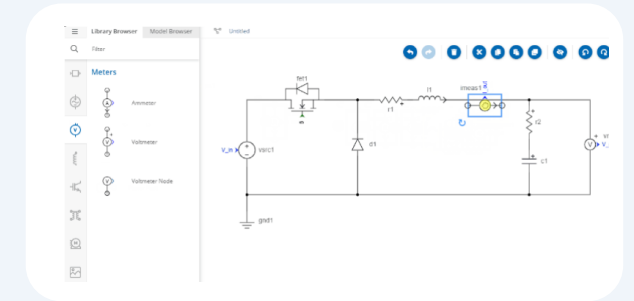 Library Browser Model Browser Untitled
Filter
Meters
Ammeter
Voltmeter
Voltmeter Node
fet1
l1
imeas1
r1
r2
V_in
vsrc1
d1
c1
gnd1